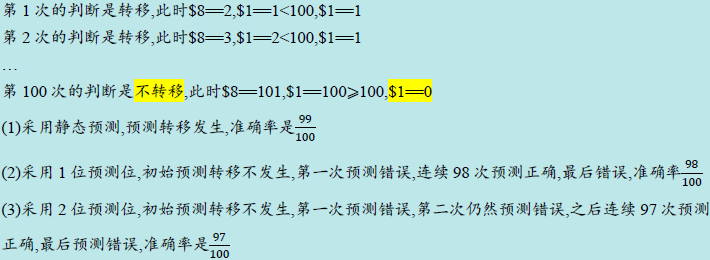 第 1 次的判断是转移,此时$8==2,$1==1<100,$1==1
第 2 次的判断是转移,此时$8==3,$1==2<100,$1==1
…
第 100 次的判断是不转移,此时$8==101,$1==100⩾100,$1==0
(1)采用静态预测,预测转移发生,准确率是99/100
(2)采用 1 位预测位,初始预测转移不发生,第一次预测错误,连续 98 次预测正确,最后错误,准确率98/100
(3)采用 2 位预测位,初始预测转移不发生,第一次预测错误,第二次仍然预测错误,之后连续 97 次预测
正确,最后预测错误,准确率是97/100